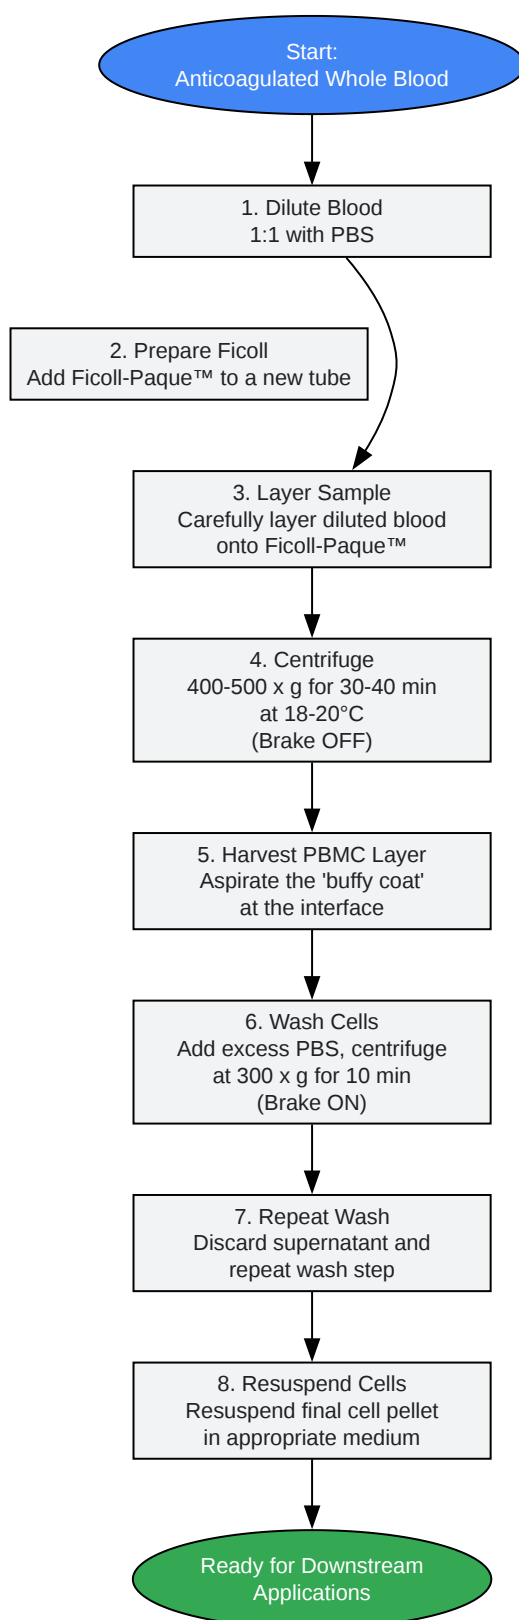 Start:
Anticoagulated Whole Blood
1. Dilute Blood
1:1 with PBS
2. Prepare Ficoll
Add Ficoll-Paque™ to a new tube
3. Layer Sample
Carefully layer diluted blood
onto Ficoll-Paque™
4. Centrifuge
400-500 x g for 30-40 min
at 18-20°C
(Brake OFF)
5. Harvest PBMC Layer
Aspirate the 'buffy coat'
at the interface
6. Wash Cells
Add excess PBS, centrifuge
at 300 x g for 10 min
(Brake ON)
7. Repeat Wash
Discard supernatant and
repeat wash step
8. Resuspend Cells
Resuspend final cell pellet
in appropriate medium
Ready for Downstream
Applications